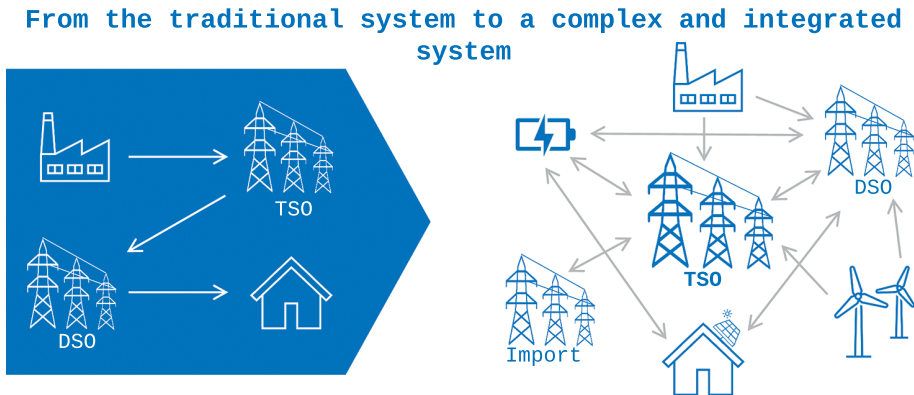 From the traditional system to a complex and integrated
system
TSO
DSO
DSO
TSO
Import